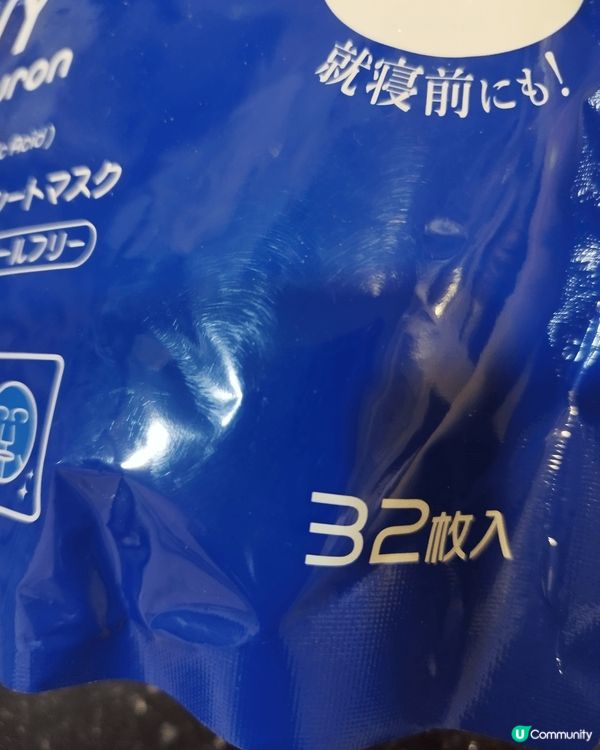 就寝前にも!
uron
c Acid)
ートマスク
ールフリー
32枚入
U Community